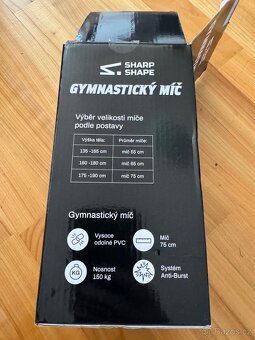 SHARP
SHAPE
GYMNASTICKÝ MÍČ
Výběr velikosti míče
podle postavy
Výška těla: Průměr míče:
135 -165 cm míč 55 cm
160 -180 cm míč 65 cm
175 -190 cm míč 75 cm
Gymnastický míč
Vysoce
odolné PVC
Míč
75 cm
KG
Nosnost
150 kg
Systém
Anti-Burst